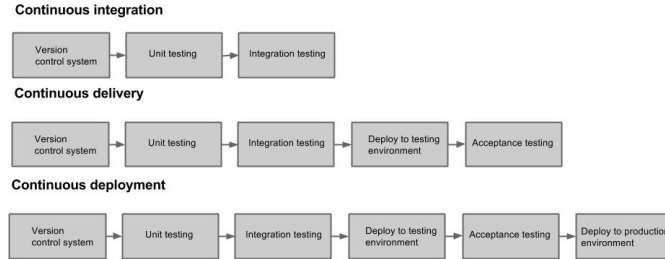 Continuous integration
Version
control system
Unit testing
Integration testing
Continuous delivery
Version
control system
Unit testing
Integration testing
Deploy to testing
environment
Acceptance testing
Continuous deployment
Version
control system
Unit testing
Integration testing
Deploy to testing
environment
Acceptance testing
Deploy to production
environment